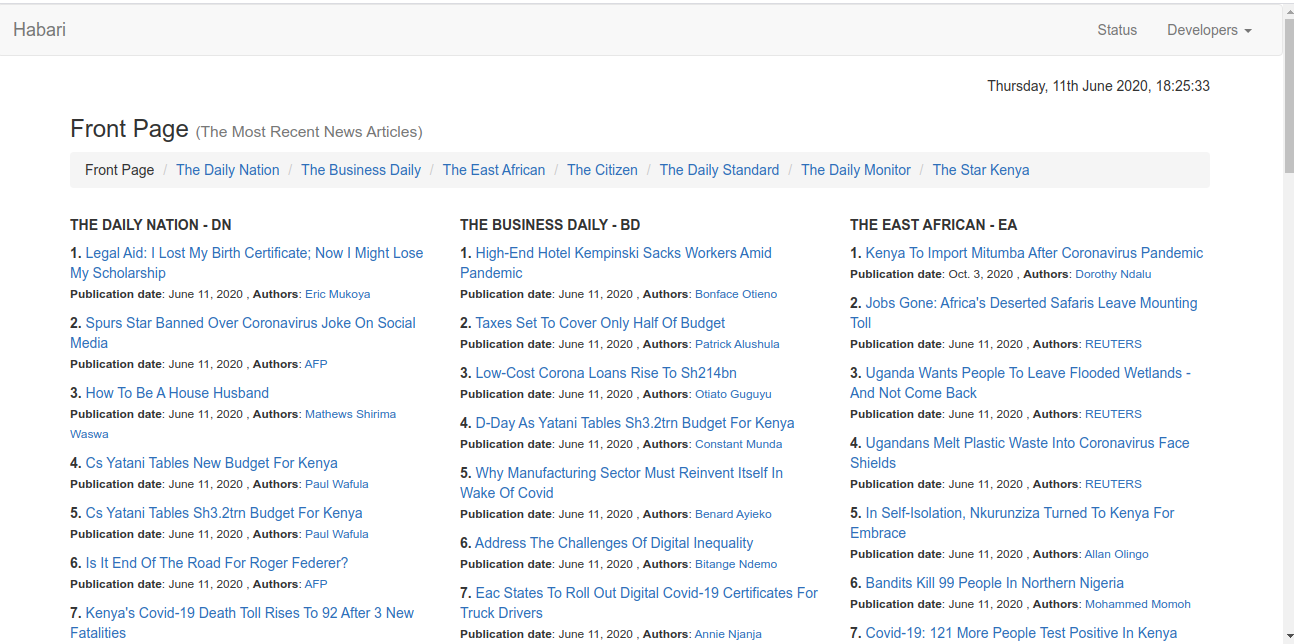 Habari
Status
Developers
Thursday, 11th June 2020, 18:25:33
Front Page (The Most Recent News Articles)
Front Page / The Daily Nation / The Business Daily / The East African / The Citizen / The Daily Standard / The Daily Monitor / The Star Kenya
THE DAILY NATION - DN
1. Legal Aid: I Lost My Birth Certificate; Now I Might Lose
My Scholarship
Publication date: June 11, 2020 , Authors: Eric Mukoya
2. Spurs Star Banned Over Coronavirus Joke On Social
Media
Publication date: June 11, 2020 , Authors: AFP
3. How To Be A House Husband
Publication date: June 11, 2020 , Authors: Mathews Shirima
Waswa
4. Cs Yatani Tables New Budget For Kenya
Publication date: June 11, 2020 , Authors: Paul Wafula
5. Cs Yatani Tables Sh3.2trn Budget For Kenya
Publication date: June 11, 2020 , Authors: Paul Wafula
6. Is It End Of The Road For Roger Federer?
Publication date: June 11, 2020 , Authors: AFP
7. Kenya's Covid-19 Death Toll Rises To 92 After 3 New
Fatalities
THE BUSINESS DAILY - BD
1. High-End Hotel Kempinski Sacks Workers Amid
Pandemic
Publication date: June 11, 2020 , Authors: Bonface Otieno
2. Taxes Set To Cover Only Half Of Budget
Publication date: June 11, 2020 , Authors: Patrick Alushula
3. Low-Cost Corona Loans Rise To Sh214bn
Publication date: June 11, 2020 , Authors: Otiato Guguyu
4. D-Day As Yatani Tables Sh3.2trn Budget For Kenya
Publication date: June 11, 2020 , Authors: Constant Munda
5. Why Manufacturing Sector Must Reinvent Itself In
Wake Of Covid
Publication date: June 11, 2020 , Authors: Benard Ayieko
6. Address The Challenges Of Digital Inequality
Publication date: June 11, 2020 , Authors: Bitange Ndemo
7. Eac States To Roll Out Digital Covid-19 Certificates For
Truck Drivers
Publication date: June 11, 2020 , Authors: Annie Njanja
THE EAST AFRICAN - EA
1. Kenya To Import Mitumba After Coronavirus Pandemic
Publication date: Oct. 3, 2020 , Authors: Dorothy Ndalu
2. Jobs Gone: Africa's Deserted Safaris Leave Mounting
Toll
Publication date: June 11, 2020 , Authors: REUTERS
3. Uganda Wants People To Leave Flooded Wetlands -
And Not Come Back
Publication date: June 11, 2020 , Authors: REUTERS
4. Ugandans Melt Plastic Waste Into Coronavirus Face
Shields
Publication date: June 11, 2020 , Authors: REUTERS
5. In Self-Isolation, Nkurunziza Turned To Kenya For
Embrace
Publication date: June 11, 2020 , Authors: Allan Olingo
6. Bandits Kill 99 People In Northern Nigeria
Publication date: June 11, 2020 , Authors: Mohammed Momoh
7. Covid-19: 121 More People Test Positive In Kenya